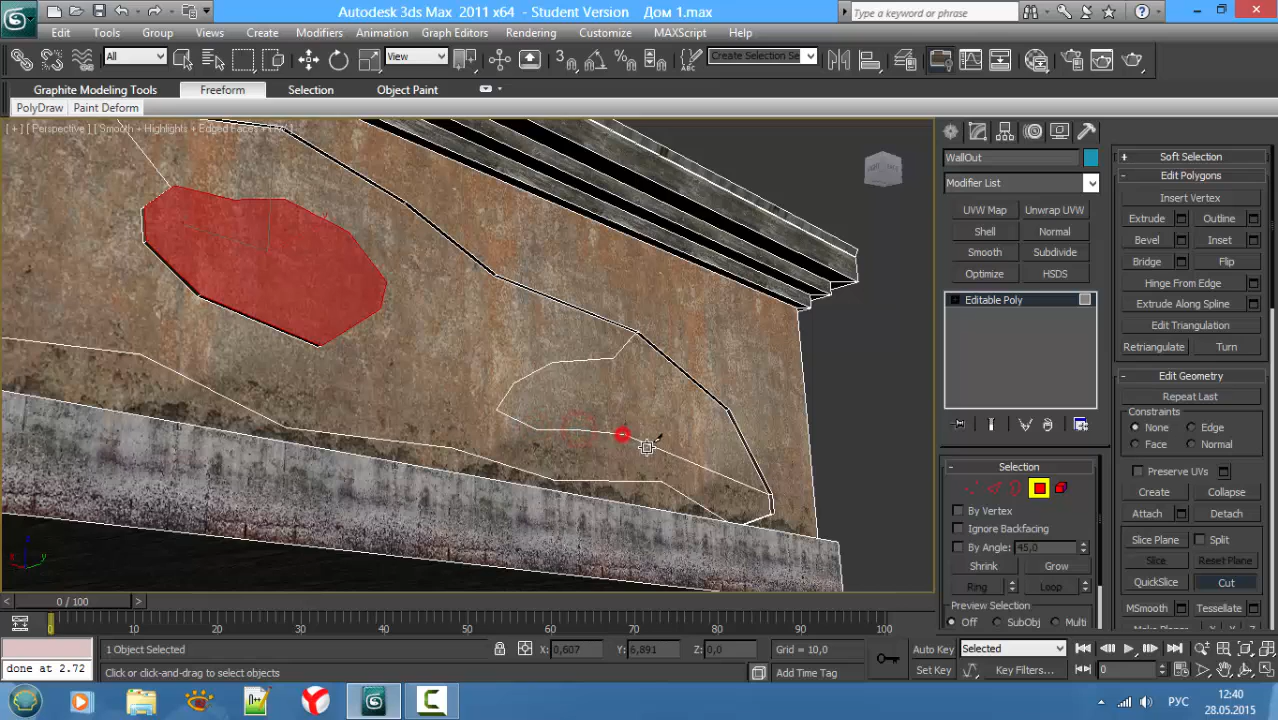 Autodesk 3ds Max 2011 x64 - Student Version Дом 1.max
Type a keyword or phrase
Edit Tools Group Views Create Modifiers Animation Graph Editors Rendering Customize MAXScript Help
All View Create Selection Se
Graphite Modeling Tools Freeform Selection Object Paint
PolyDraw Paint Deform
[ + ] [ Perspective ] [ Smooth + Highlights + Edged Faces
WallOut
Modifier List
UVW Map Unwrap UVW
Shell Normal
Smooth Subdivide
Optimize HSDS
Editable Poly
Selection
By Vertex
Ignore Backfacing
By Angle: 45,0
Shrink Grow
Ring Loop
Preview Selection
Off SubObj Multi
Soft Selection
Edit Polygons
Insert Vertex
Extrude Outline
Bevel Inset
Bridge Flip
Hinge From Edge
Extrude Along Spline
Edit Triangulation
Retriangulate Turn
Edit Geometry
Repeat Last
Constraints
None Edge
Face Normal
Preserve UVs
Create Collapse
Attach Detach
Slice Plane Split
Slice Reset Plane
QuickSlice Cut
MSmooth Tessellate
0 / 100
0 10 20 30 40 50 60 70 80 90 100
1 Object Selected X: 0,607 Y: 6,891 Z: 0,0 Grid = 10,0 Auto Key Selected
done at 2.72 Click or click-and-drag to select objects Add Time Tag Set Key Key Filters... 0
РУС
12:40
28.05.2015